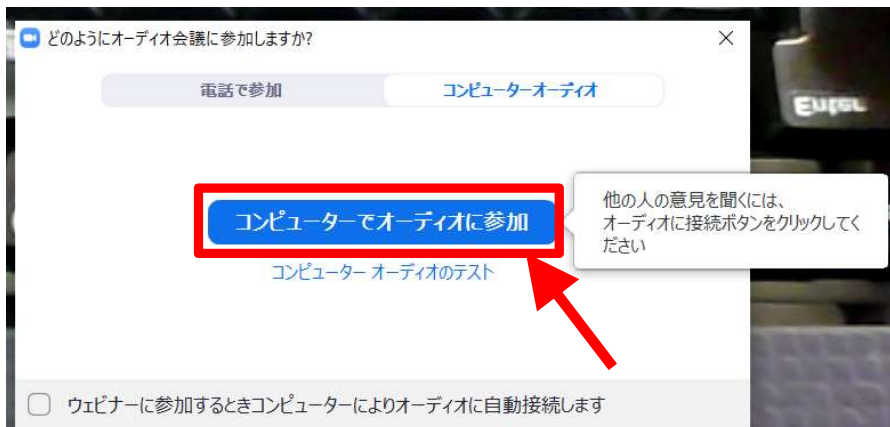 どのようにオーディオ会議に参加しますか?
電話で参加
コンピューターオーディオ
Enter
コンピューターでオーディオに参加
他の人の意見を聞くには、
オーディオに接続ボタンをクリックしてく
ださい
コンピューター オーディオのテスト
ウェビナーに参加するときコンピューターによりオーディオに自動接続します